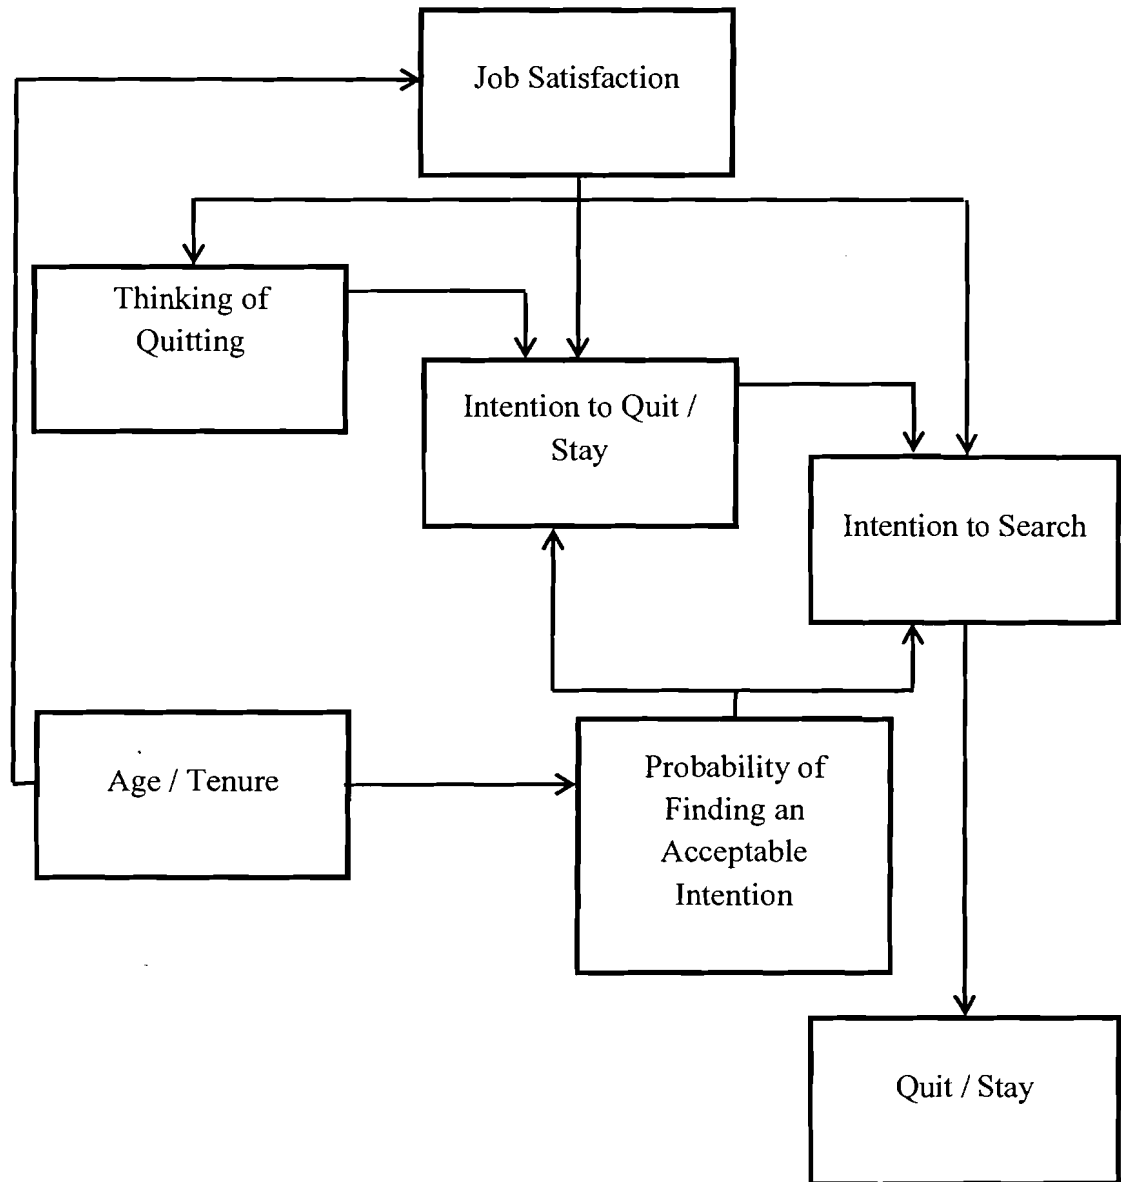 Job Satisfaction
Thinking of
Quitting
Intention to Quit /
Stay
Intention to Search
Age / Tenure
Probability of
Finding an
Acceptable
Intention
Quit / Stay